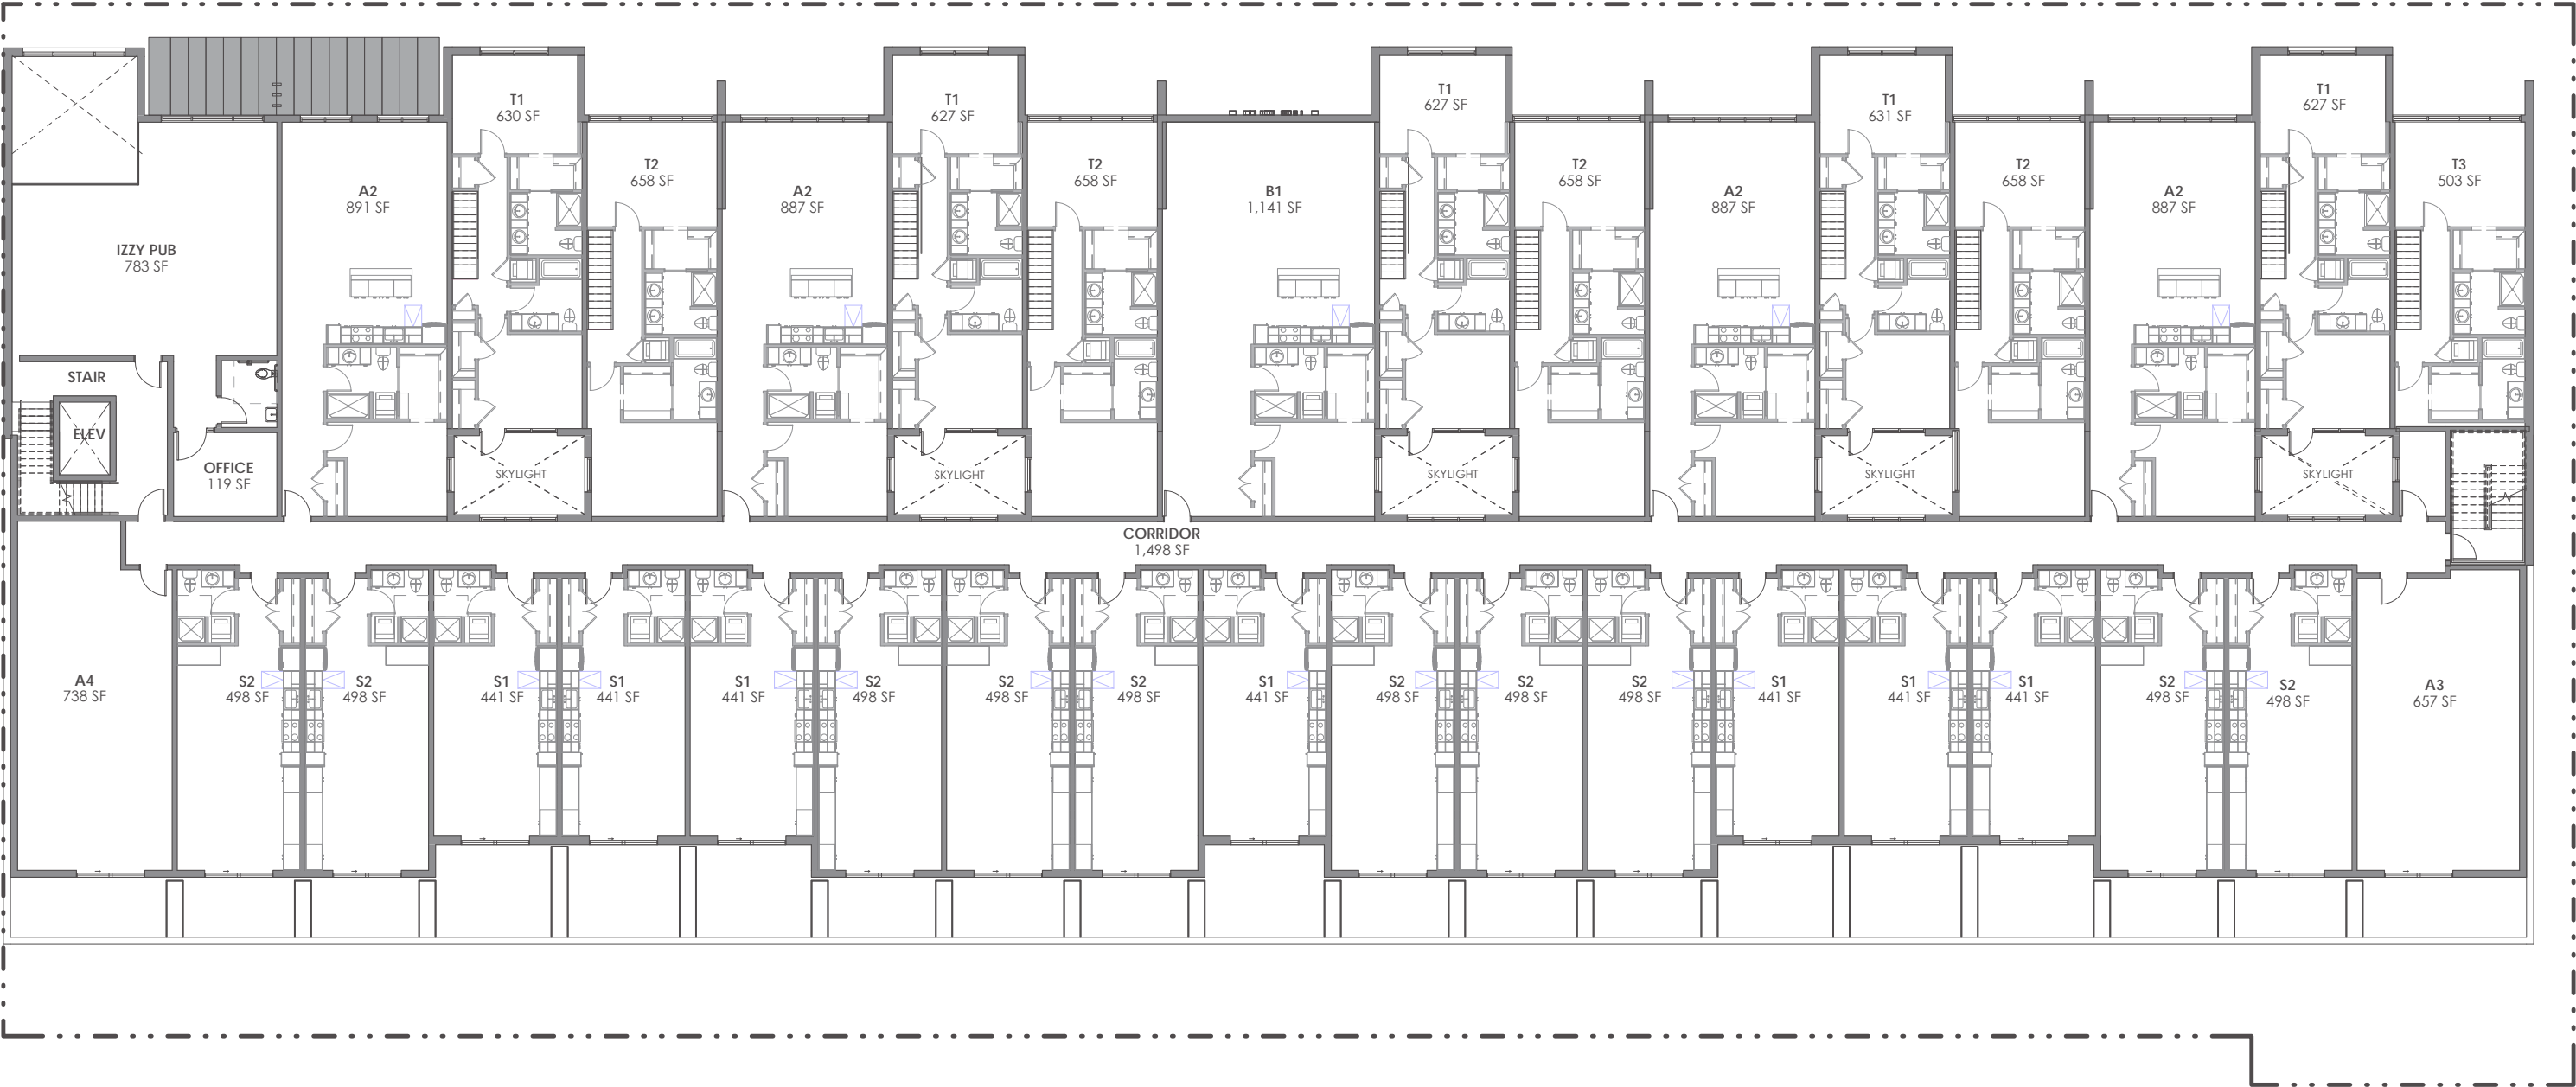 T1
630 SF
T1
627 SF
T1
627 SF
T1
631 SF
T1
627 SF
T2
658 SF
T2
658 SF
T2
658 SF
T2
658 SF
T3
503 SF
A2
891 SF
A2
887 SF
B1
1,141 SF
A2
887 SF
A2
887 SF
IZZY PUB
783 SF
STAIR
ELEV
OFFICE
119 SF
SKYLIGHT
SKYLIGHT
SKYLIGHT
SKYLIGHT
SKYLIGHT
CORRIDOR
1,498 SF
A4
738 SF
S2
498 SF
S2
498 SF
S1
441 SF
S1
441 SF
S1
441 SF
S2
498 SF
S2
498 SF
S2
498 SF
S1
441 SF
S2
498 SF
S2
498 SF
S2
498 SF
S1
441 SF
S1
441 SF
S1
441 SF
S2
498 SF
S2
498 SF
A3
657 SF